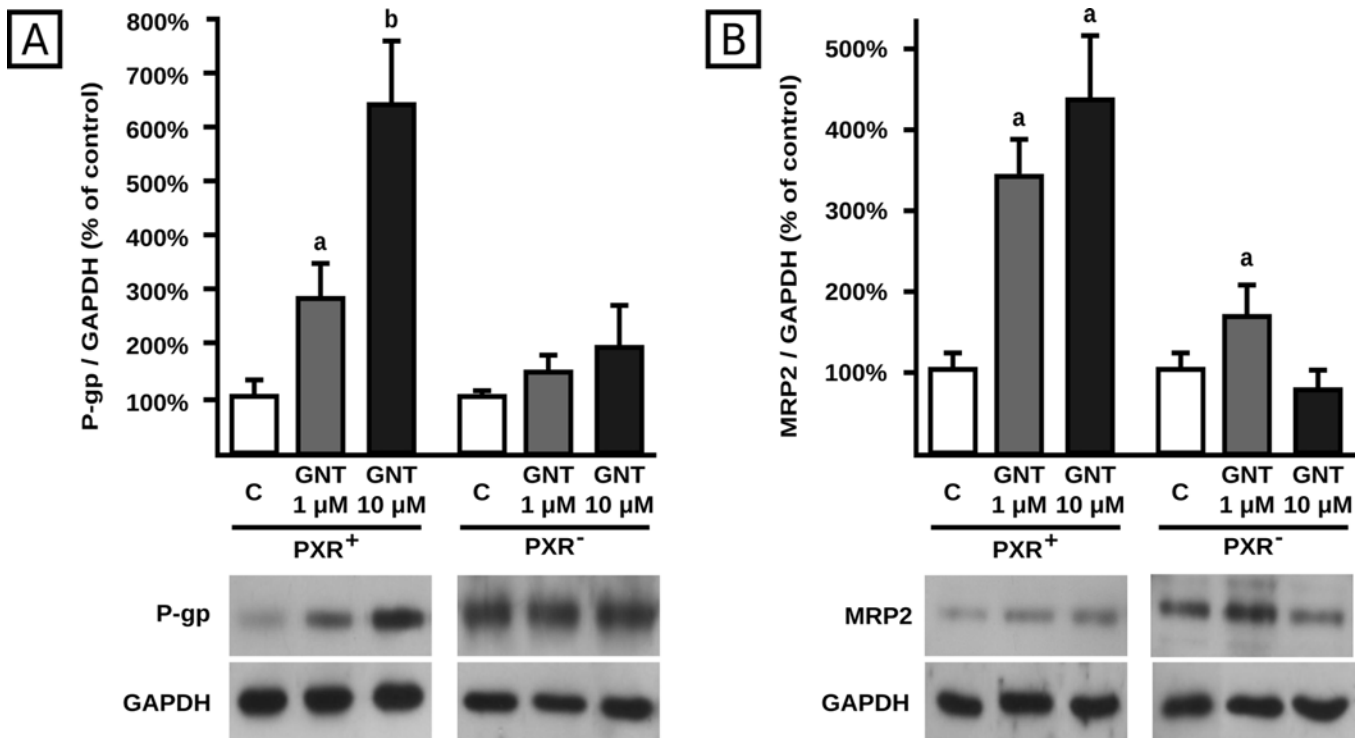 A
P-gp / GAPDH (% of control)
800%
700%
600%
500%
400%
300%
200%
100%
a
b
C
GNT
1 µM
GNT
10 µM
C
GNT
1 µM
GNT
10 µM
PXR+
PXR-
P-gp
GAPDH
B
MRP2 / GAPDH (% of control)
500%
400%
300%
200%
100%
a
a
a
C
GNT
1 µM
GNT
10 µM
C
GNT
1 µM
GNT
10 µM
PXR+
PXR-
MRP2
GAPDH